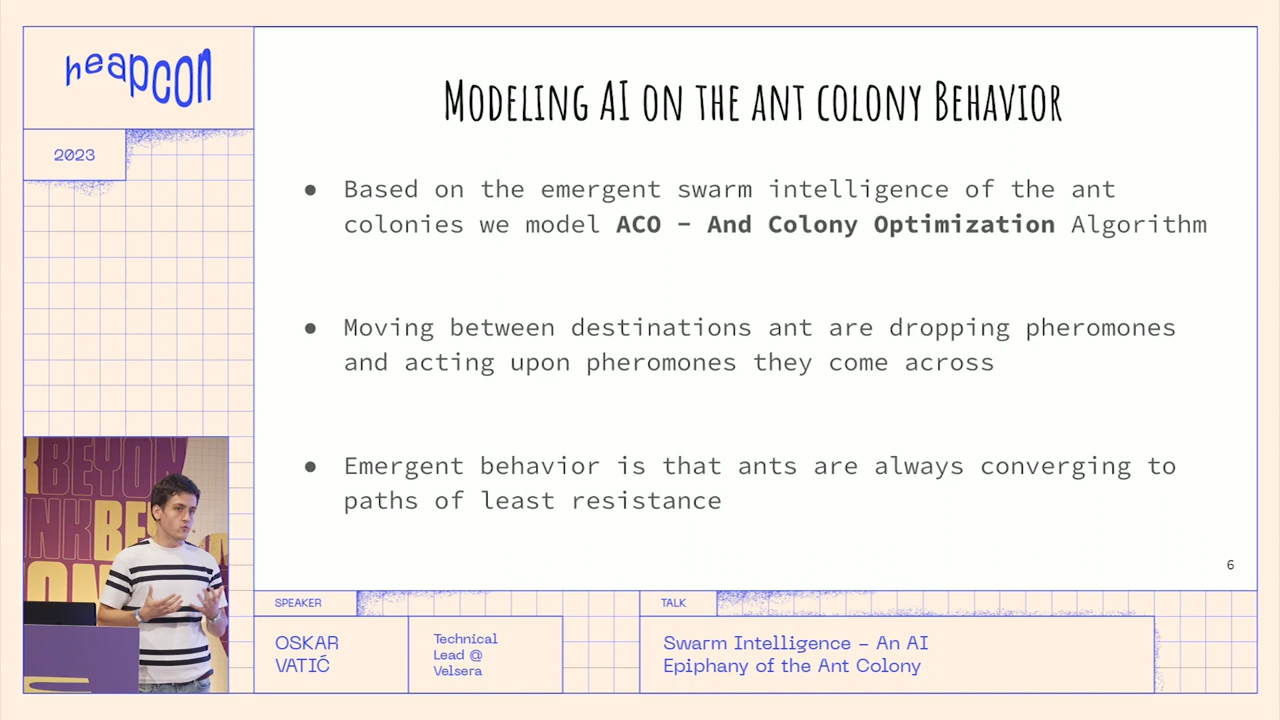 heapcon
2023
Modeling AI on the ant colony Behavior
● Based on the emergent swarm intelligence of the ant
colonies we model ACO – And Colony Optimization Algorithm
● Moving between destinations ant are dropping pheromones
and acting upon pheromones they come across
● Emergent behavior is that ants are always converging to
paths of least resistance
6
BEYON
INKBE
ON
SPEAKER
OSKAR
VATIĆ
Technical
Lead @
Velsera
TALK
Swarm Intelligence – An AI
Epiphany of the Ant Colony